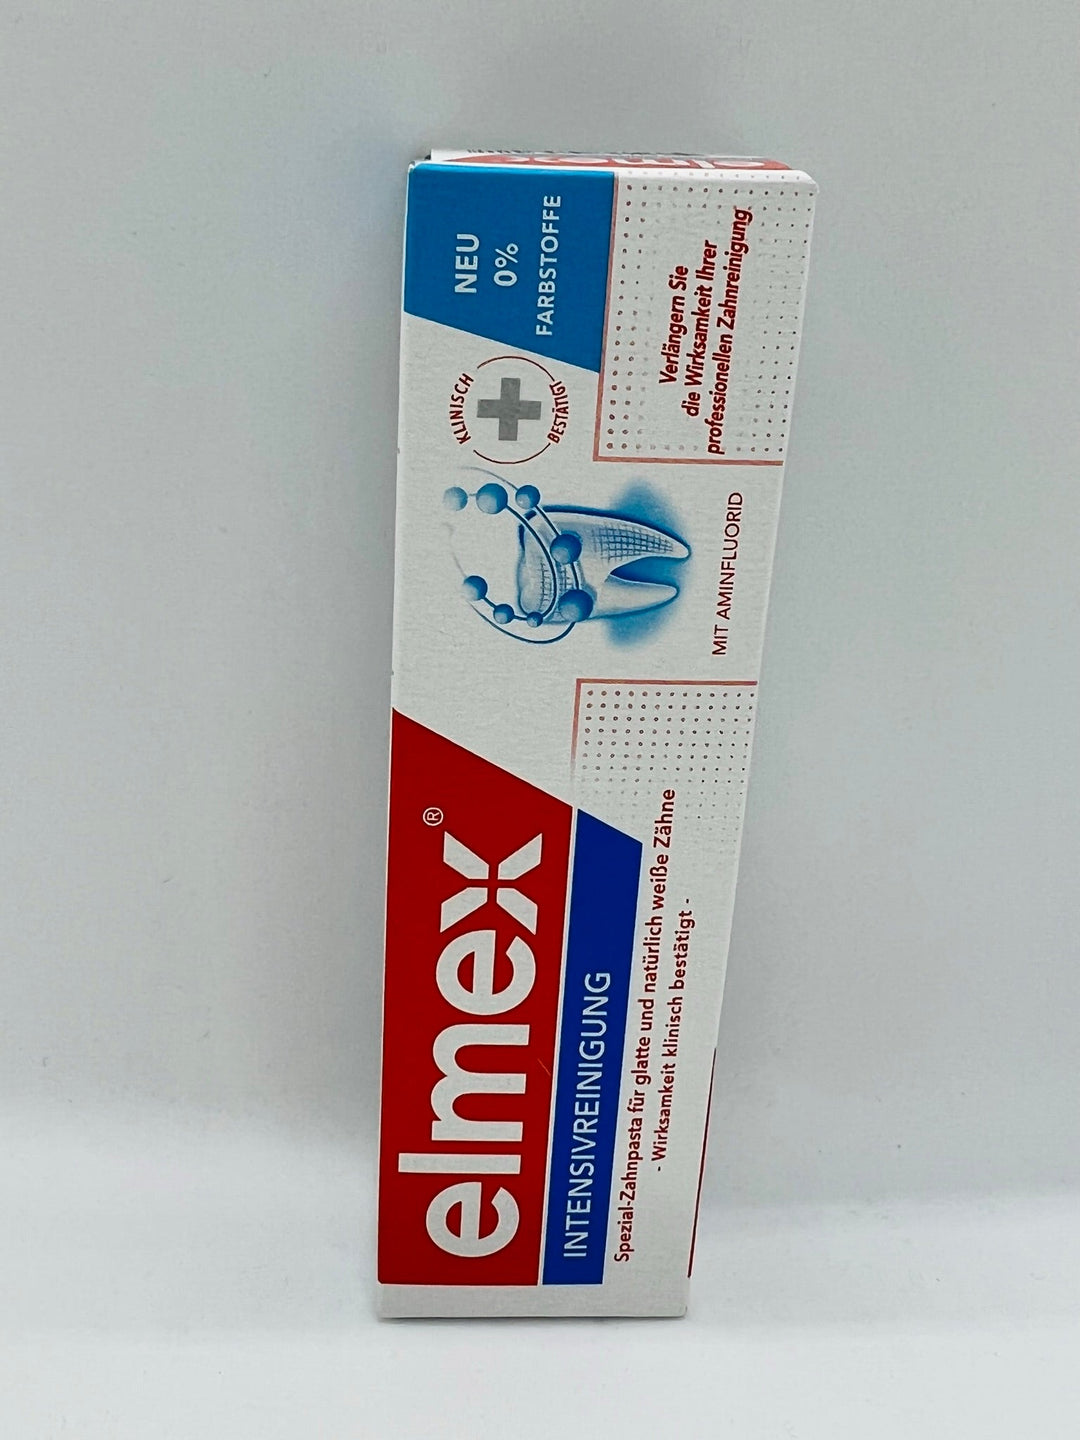 elmex®
INTENSIVREINIGUNG
Spezial-Zahnpasta für glatte und natürlich weiße Zähne
- Wirksamkeit klinisch bestätigt -
KLINISCH
BESTÄTIGT
MIT AMINFLUORID
NEU
0%
FARBSTOFFE
Verlängern Sie
die Wirksamkeit Ihrer
professionellen Zahnreinigung
elmex